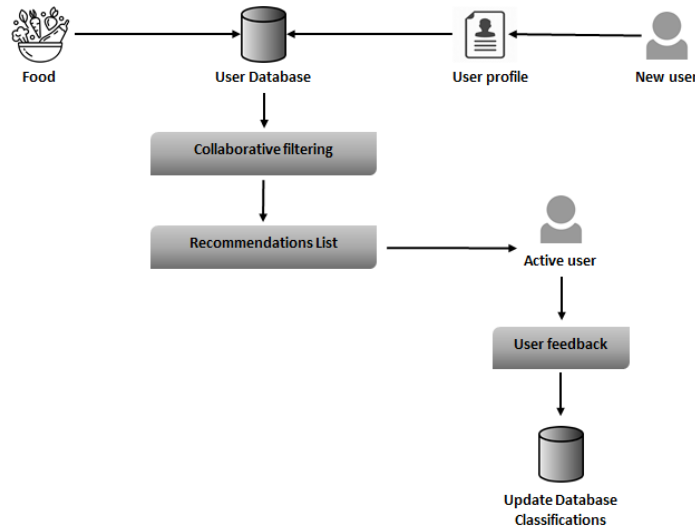 Food
User Database
User profile
New user
Collaborative filtering
Recommendations List
Active user
User feedback
Update Database
Classifications